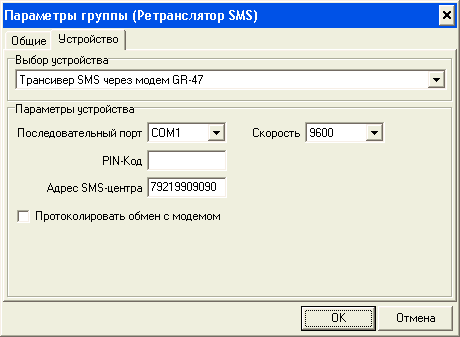 Параметры группы (Ретранслятор SMS)
Общие Устройство
Выбор устройства
Трансивер SMS через модем GR-47
Параметры устройства
Последовательный порт COM1 Скорость 9600
PIN-Код
Адрес SMS-центра 79219909090
Протоколировать обмен с модемом
OK Отмена